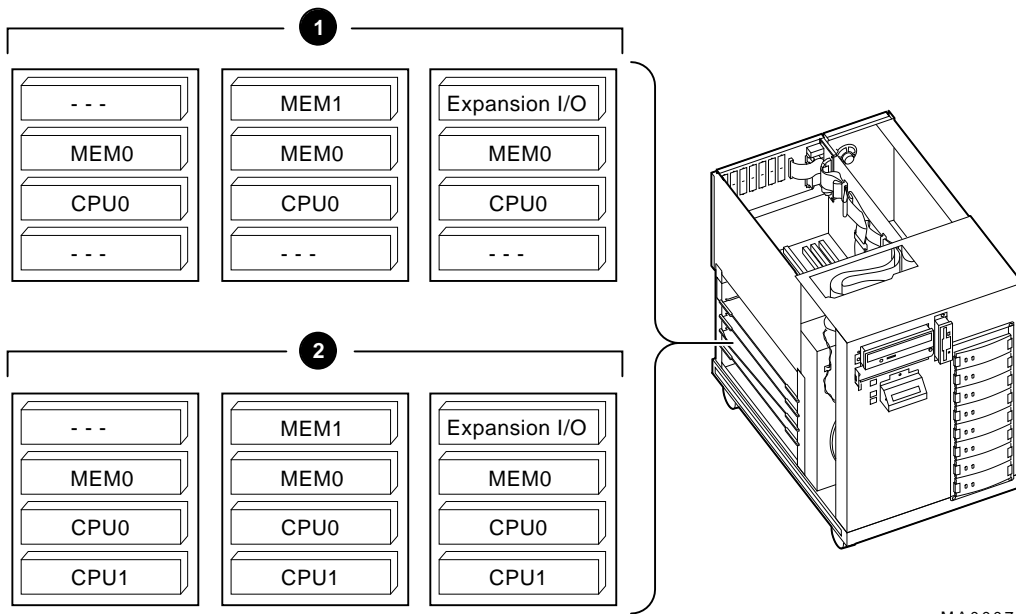 1
- - -
MEM0
CPU0
- - -
MEM1
MEM0
CPU0
- - -
Expansion I/O
MEM0
CPU0
- - -
2
- - -
MEM0
CPU0
CPU1
MEM1
MEM0
CPU0
CPU1
Expansion I/O
MEM0
CPU0
CPU1